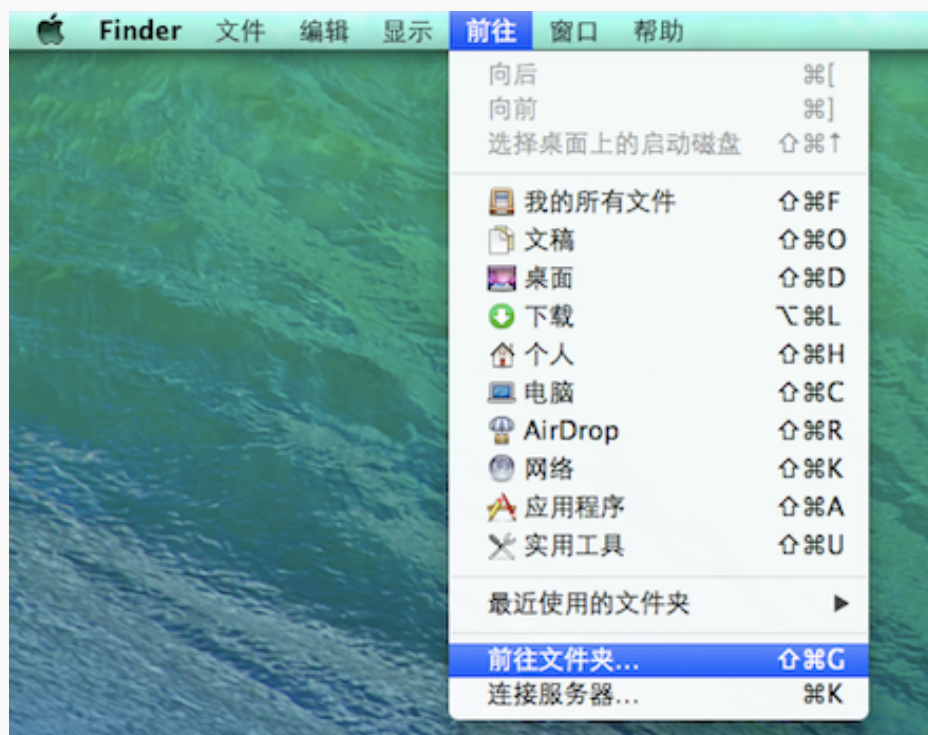 Finder 文件 编辑 显示 前往 窗口 帮助
向后 ⌘[
向前 ⌘]
选择桌面上的启动磁盘 ⇧⌘↑
我的所有文件 ⇧⌘F
文稿 ⇧⌘O
桌面 ⇧⌘D
下载 ⌥⌘L
个人 ⇧⌘H
电脑 ⇧⌘C
AirDrop ⇧⌘R
网络 ⇧⌘K
应用程序 ⇧⌘A
实用工具 ⇧⌘U
最近使用的文件夹 ▶
前往文件夹... ⇧⌘G
连接服务器... ⌘K